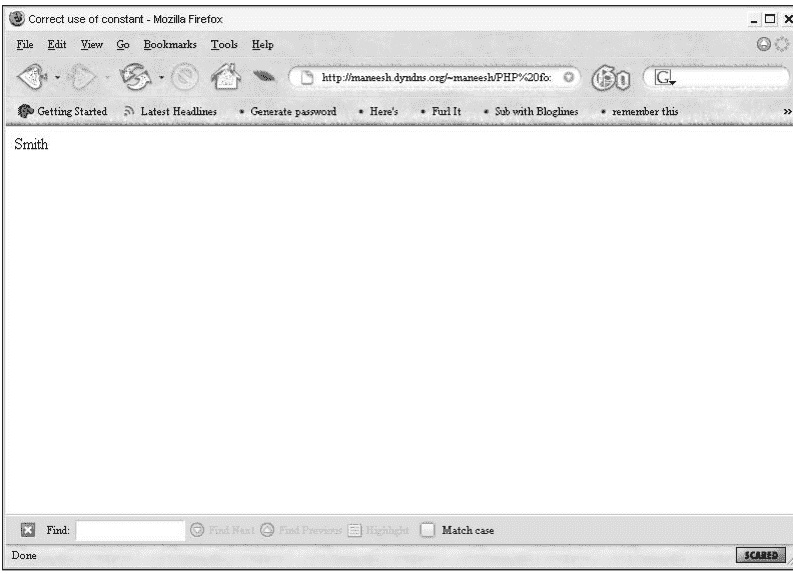 Correct use of constant - Mozilla Firefox
File Edit View Go Bookmarks Tools Help
http://maneesh.dyndns.org/~maneesh/PHP%20fo: Go G
Getting Started Latest Headlines Generate password Here's Furl It Sub with Bloglines remember this »
Smith
Find: Find Next Find Previous Highlight Match case
Done SCARED